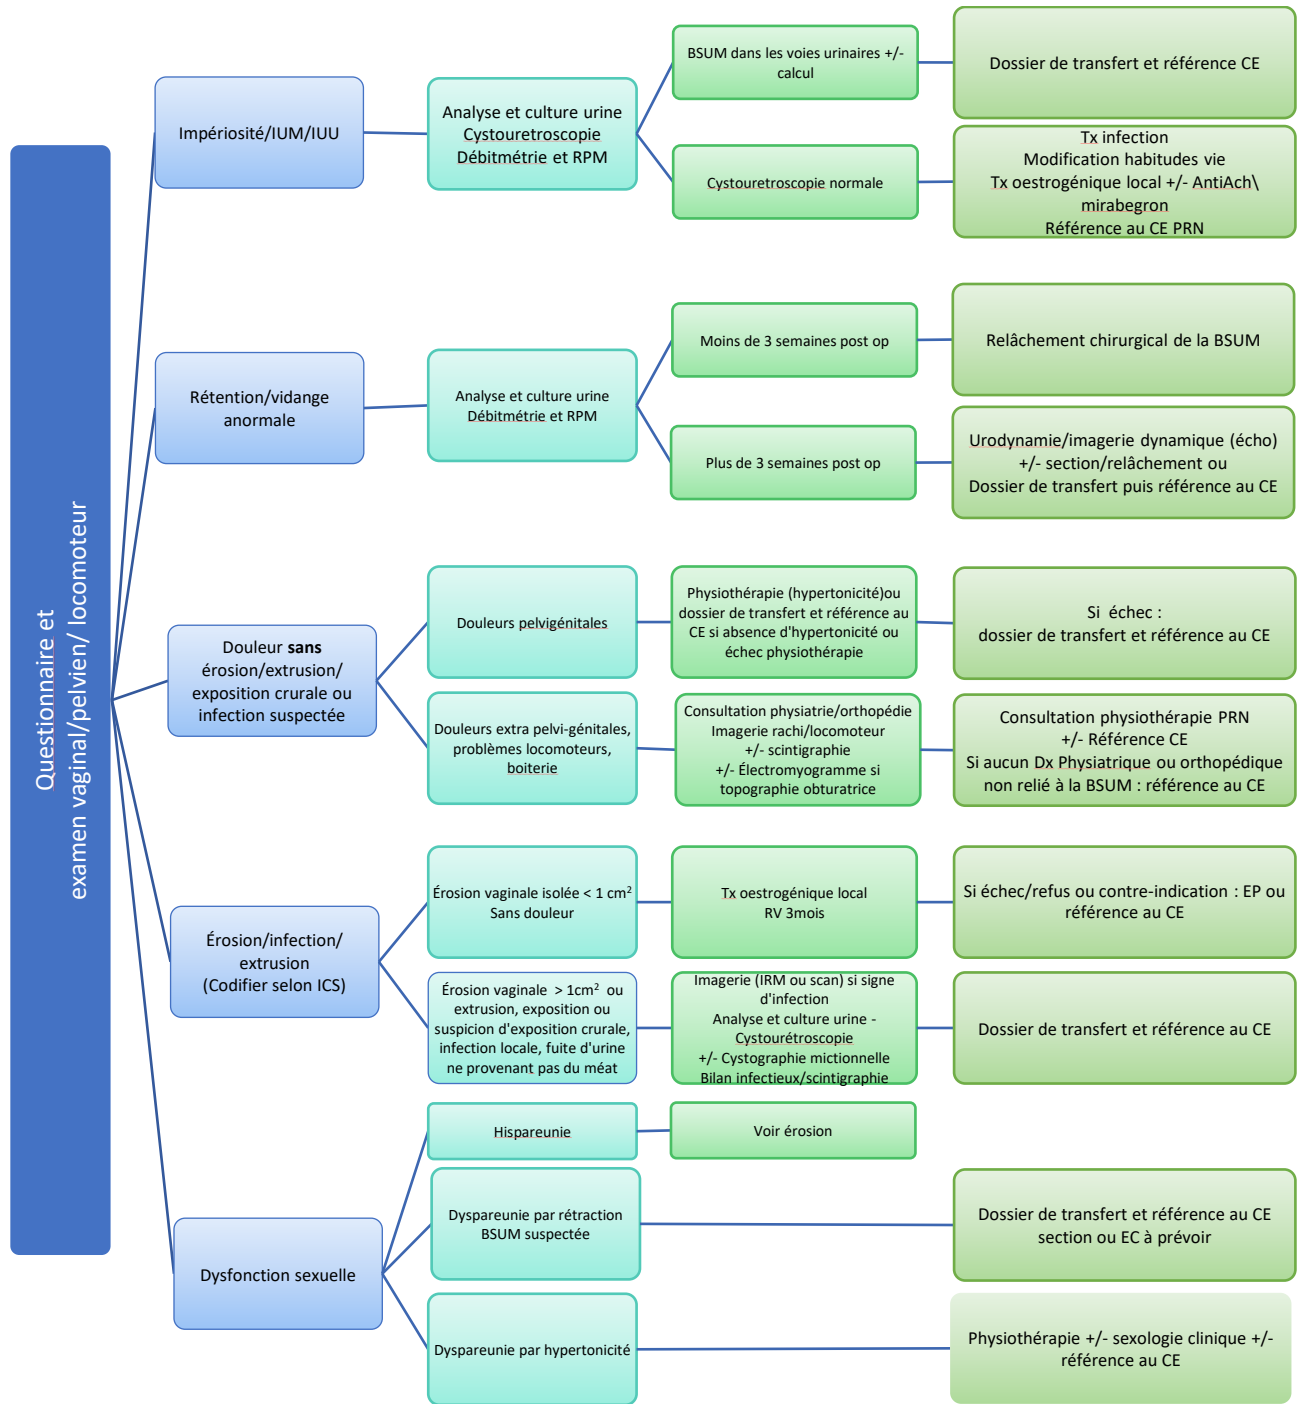 Questionnaire et
examen vaginal/pelvien/ locomoteur
Impériosité/IUM/IUU
Analyse et culture urine
Cystouretroscopie
Débitmétrie et RPM
BSUM dans les voies urinaires +/-
calcul
Dossier de transfert et référence CE
Cystouretroscopie normale
Tx infection
Modification habitudes vie
Tx oestrogénique local +/- AntiAch\
mirabegron
Référence au CE PRN
Rétention/vidange
anormale
Analyse et culture urine
Débitmétrie et RPM
Moins de 3 semaines post op
Relâchement chirurgical de la BSUM
Plus de 3 semaines post op
Urodynamie/imagerie dynamique (écho)
+/- section/relâchement ou
Dossier de transfert puis référence au CE
Douleur sans
érosion/extrusion/
exposition crurale ou
infection suspectée
Douleurs pelvigénitales
Physiothérapie (hypertonicité)ou
dossier de transfert et référence au
CE si absence d'hypertonicité ou
échec physiothérapie
Si échec :
dossier de transfert et référence au CE
Douleurs extra pelvi-génitales,
problèmes locomoteurs,
boiterie
Consultation physiatrie/orthopédie
Imagerie rachi/locomoteur
+/- scintigraphie
+/- Électromyogramme si
topographie obturatrice
Consultation physiothérapie PRN
+/- Référence CE
Si aucun Dx Physiatrique ou orthopédique
non relié à la BSUM : référence au CE
Érosion/infection/
extrusion
(Codifier selon ICS)
Érosion vaginale isolée < 1 cm²
Sans douleur
Tx oestrogénique local
RV 3mois
Si échec/refus ou contre-indication : EP ou
référence au CE
Érosion vaginale > 1cm² ou
extrusion, exposition ou
suspicion d'exposition crurale,
infection locale, fuite d'urine
ne provenant pas du méat
Imagerie (IRM ou scan) si signe
d'infection
Analyse et culture urine -
Cystourétroscopie
+/- Cystographie mictionnelle
Bilan infectieux/scintigraphie
Dossier de transfert et référence au CE
Dysfonction sexuelle
Hispareunie
Voir érosion
Dyspareunie par rétraction
BSUM suspectée
Dossier de transfert et référence au CE
section ou EC à prévoir
Dyspareunie par hypertonicité
Physiothérapie +/- sexologie clinique +/-
référence au CE